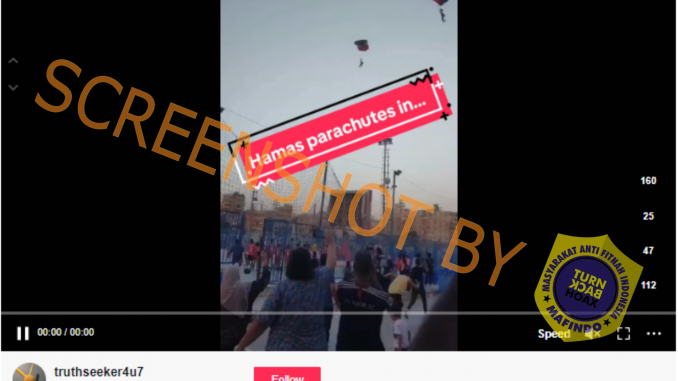 Hamas parachutes in...
SCREENSHOT BY
160
25
47
112
MASYARAKAT ANTI FITNAH INDONESIA
TURN
BACK
HOAX
MAFINDO
00:00 / 00:00
Speed
truthseeker4u7
Follow